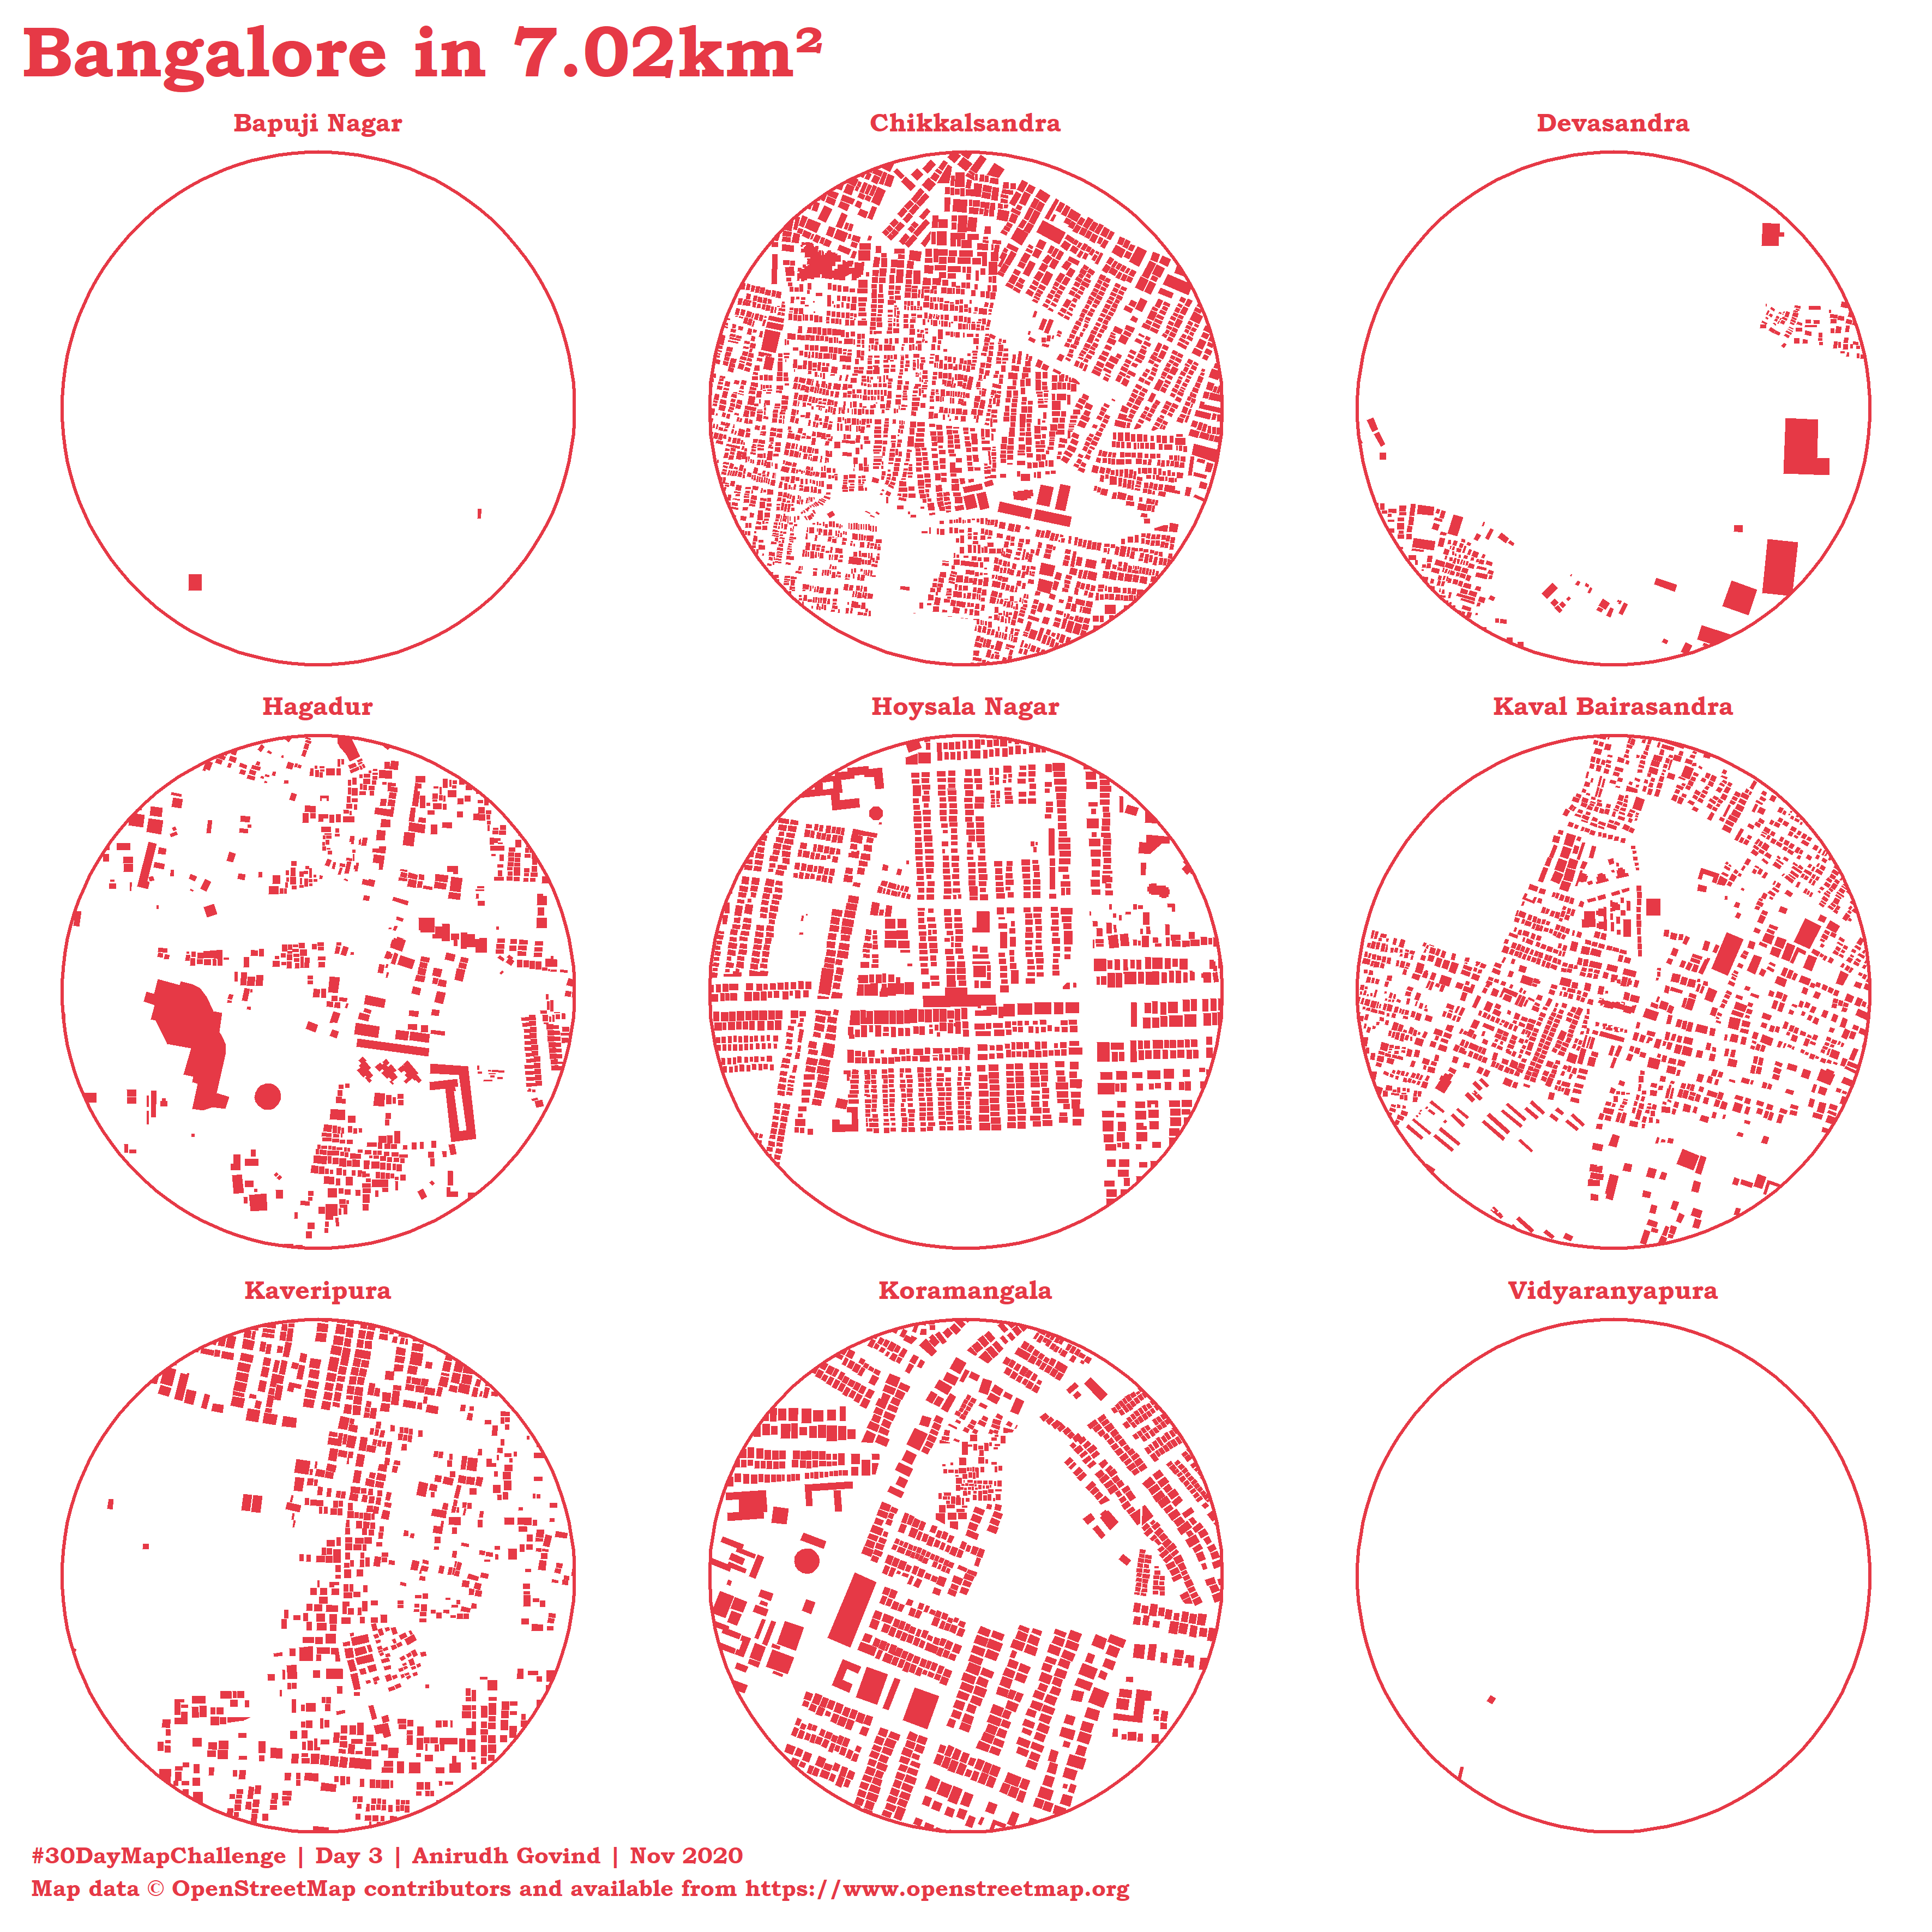 Bangalore in 7.02km²
Bapuji Nagar
Chikkalsandra
Devasandra
Hagadur
Hoysala Nagar
Kaval Bairasandra
Kaveripura
Koramangala
Vidyaranyapura
#30DayMapChallenge | Day 3 | Anirudh Govind | Nov 2020
Map data © OpenStreetMap contributors and available from https://www.openstreetmap.org